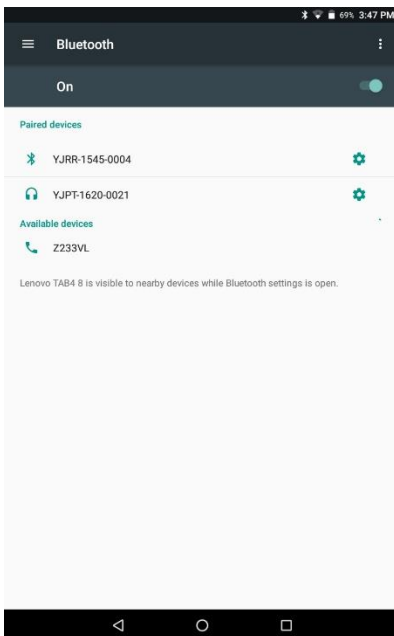 69% 3:47 PM
Bluetooth
On
Paired devices
YJRR-1545-0004
YJPT-1620-0021
Available devices
Z233VL
Lenovo TAB4 8 is visible to nearby devices while Bluetooth settings is open.